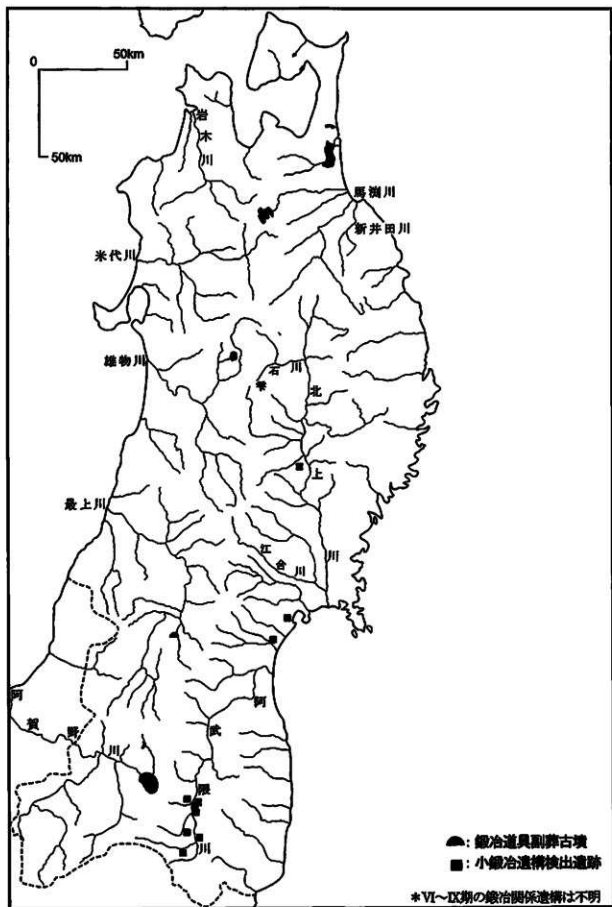 0
50km
50km
岩木川
馬淵川
新井田川
米代川
雄物川
雫石川
北上川
最上川
江合川
阿武隈川
阿賀野川
：鍛冶道具副葬古墳
：小鍛冶遺構検出遺跡
＊Ⅵ～Ⅸ期の鍛冶関係遺構は不明